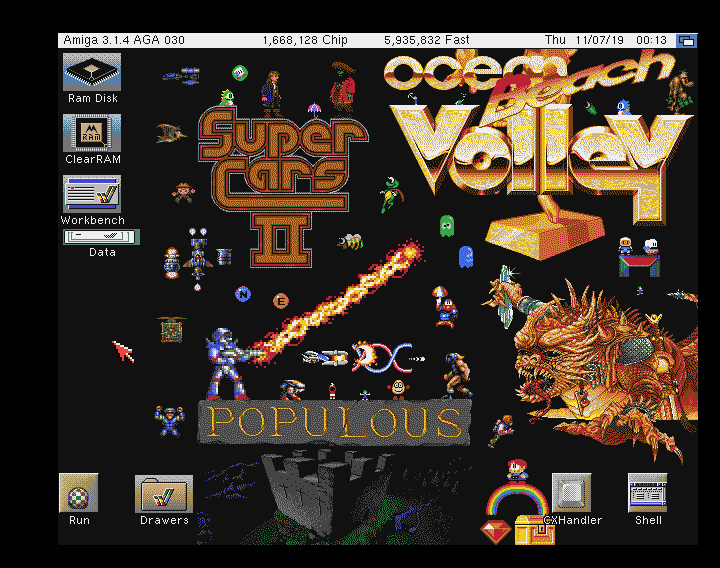 Amiga 3.1.4 AGA 030 1,668,128 Chip 5,935,832 Fast Thu 11/07/19 00:13
Ram Disk
RAM
ClearRAM
Workbench
Data
Super
Cars
II
Beach
Volley
N
E
POPULOUS
Run
Drawers
CXHandler
Shell